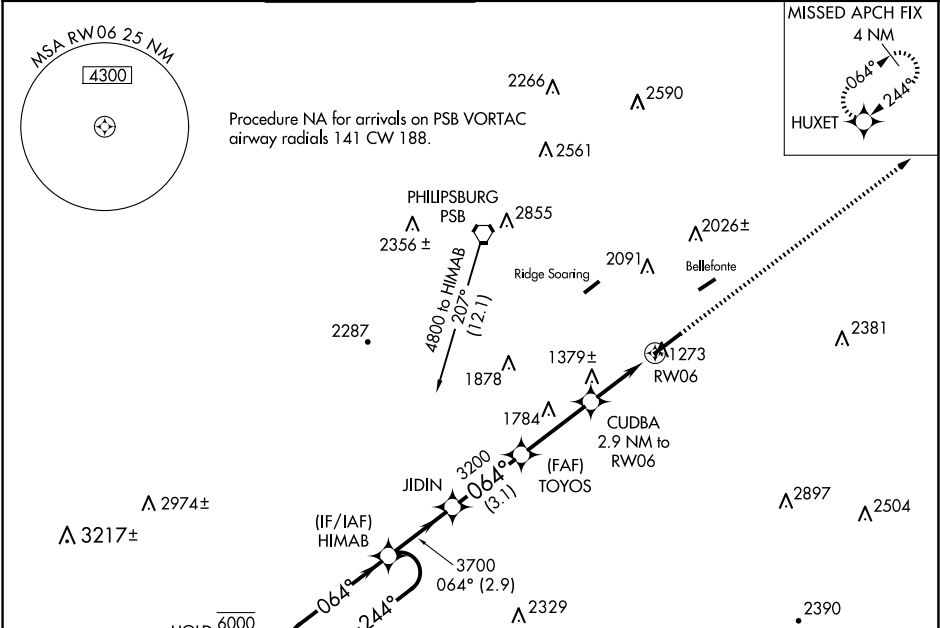 MSA RW06 25 NM
4300
Procedure NA for arrivals on PSB VORTAC
airway radials 141 CW 188.
MISSED APCH FIX
4 NM
064°
244°
HUXET
2266
2590
2561
PHILIPSBURG
PSB
2855
2356 ±
2026±
2091
Ridge Soaring
Bellefonte
4800 to HIMAB
207°
(12.1)
2287
2381
1379±
1273
RW06
1878
1784
CUDBA
2.9 NM to
RW06
3200
064°
(3.1)
(FAF)
TOYOS
JIDIN
2974±
3217±
2897
2504
(IF/IAF)
HIMAB
3700
064° (2.9)
064°
244°
2329
2390
HOLD 6000